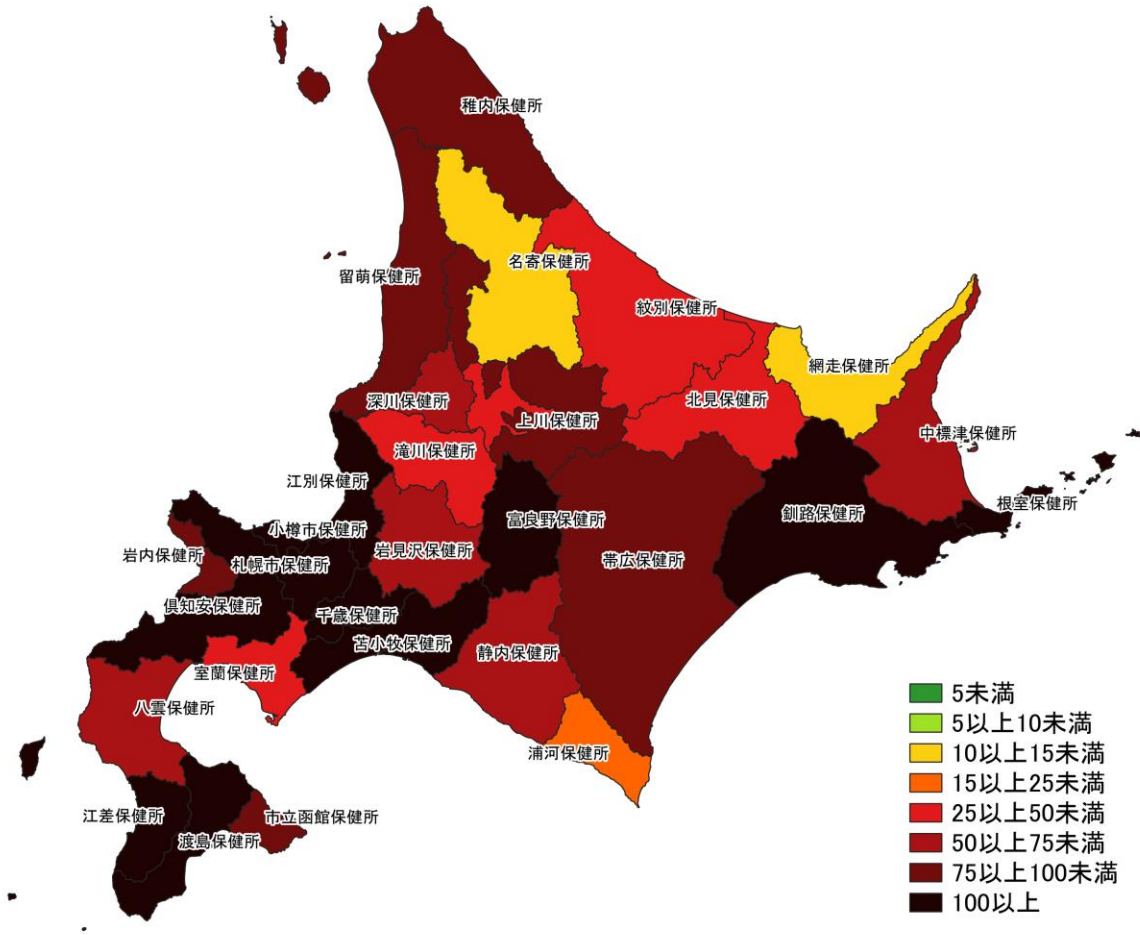 稚内保健所
名寄保健所
留萌保健所
紋別保健所
網走保健所
深川保健所
北見保健所
上川保健所
中標津保健所
滝川保健所
江別保健所
根室保健所
富良野保健所
釧路保健所
小樽市保健所
岩見沢保健所
岩内保健所
札幌市保健所
帯広保健所
倶知安保健所
千歳保健所
苫小牧保健所
静内保健所
室蘭保健所
八雲保健所
浦河保健所
江差保健所
市立函館保健所
渡島保健所
5未満
5以上10未満
10以上15未満
15以上25未満
25以上50未満
50以上75未満
75以上100未満
100以上